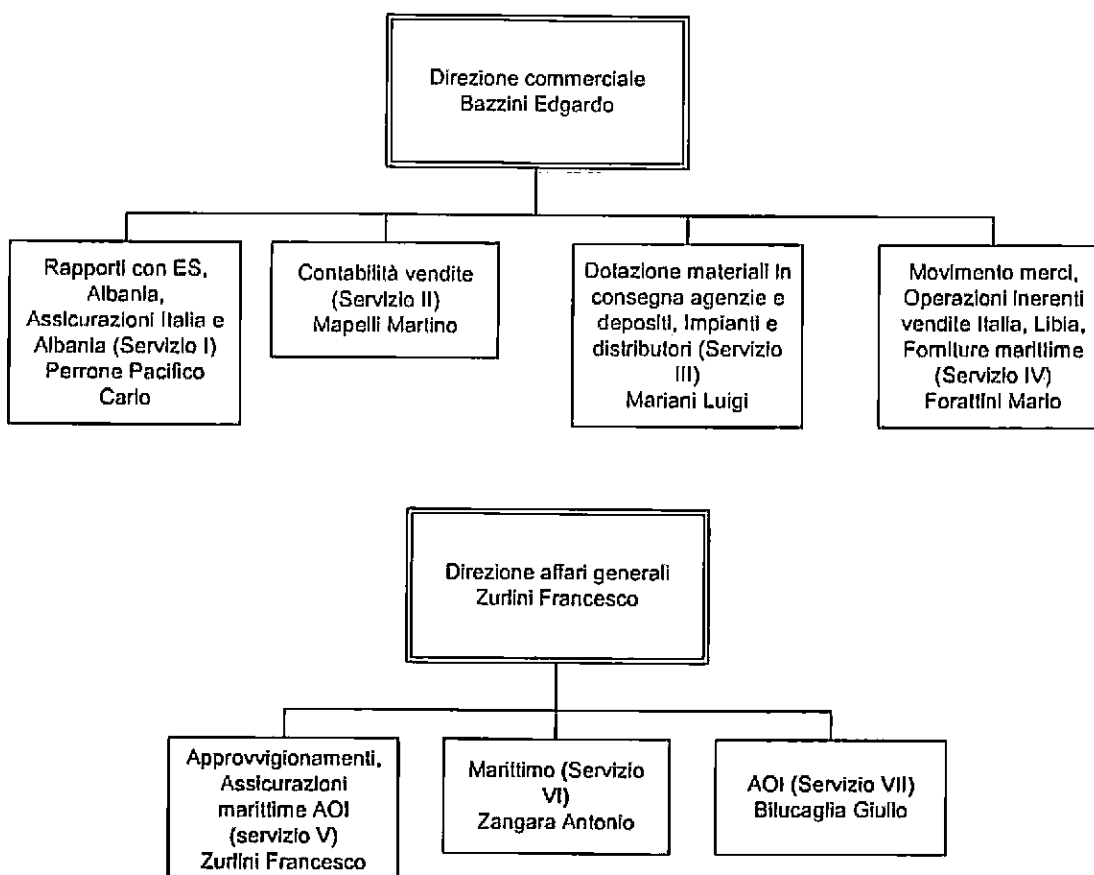 Direzione commerciale
Bazzini Edgardo
Rapporti con ES,
Albania,
Assicurazioni Italia e
Albania (Servizio I)
Perrone Pacifico
Carlo
Contabilità vendite
(Servizio II)
Mapelli Martino
Dotazione materiali in
consegna agenzie e
depositi, Impianti e
distributori (Servizio
III)
Mariani Luigi
Movimento merci,
Operazioni inerenti
vendite Italia, Libia,
Forniture marittime
(Servizio IV)
Forattini Mario
Direzione affari generali
Zurlini Francesco
Approvvigionamenti,
Assicurazioni
marittime AOI
(servizio V)
Zurlini Francesco
Marittimo (Servizio
VI)
Zangara Antonio
AOI (Servizio VII)
Bilucaglia Giulio